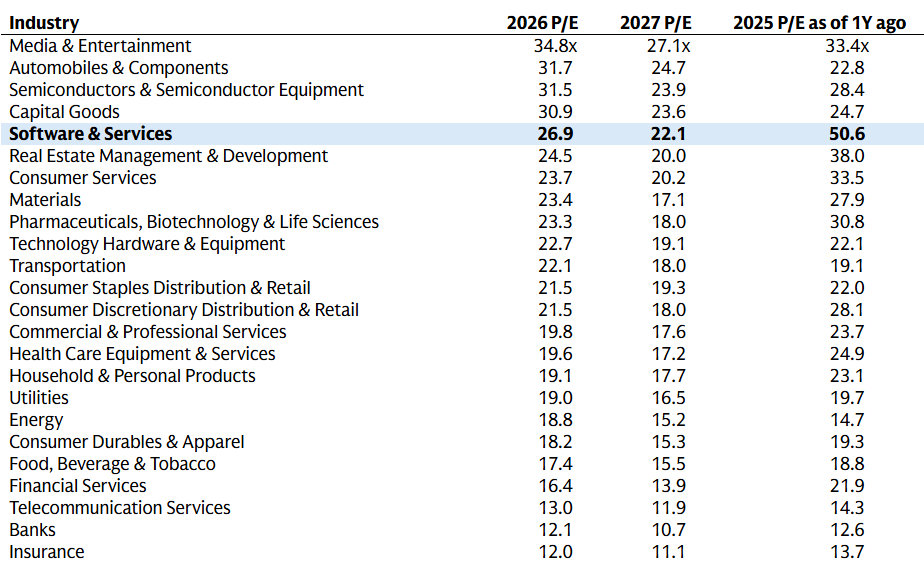 Industry 2026 P/E 2027 P/E 2025 P/E as of 1Y ago
Media & Entertainment 34.8x 27.1x 33.4x
Automobiles & Components 31.7 24.7 22.8
Semiconductors & Semiconductor Equipment 31.5 23.9 28.4
Capital Goods 30.9 23.6 24.7
Software & Services 26.9 22.1 50.6
Real Estate Management & Development 24.5 20.0 38.0
Consumer Services 23.7 20.2 33.5
Materials 23.4 17.1 27.9
Pharmaceuticals, Biotechnology & Life Sciences 23.3 18.0 30.8
Technology Hardware & Equipment 22.7 19.1 22.1
Transportation 22.1 18.0 19.1
Consumer Staples Distribution & Retail 21.5 19.3 22.0
Consumer Discretionary Distribution & Retail 21.5 18.0 28.1
Commercial & Professional Services 19.8 17.6 23.7
Health Care Equipment & Services 19.6 17.2 24.9
Household & Personal Products 19.1 17.7 23.1
Utilities 19.0 16.5 19.7
Energy 18.8 15.2 14.7
Consumer Durables & Apparel 18.2 15.3 19.3
Food, Beverage & Tobacco 17.4 15.5 18.8
Financial Services 16.4 13.9 21.9
Telecommunication Services 13.0 11.9 14.3
Banks 12.1 10.7 12.6
Insurance 12.0 11.1 13.7